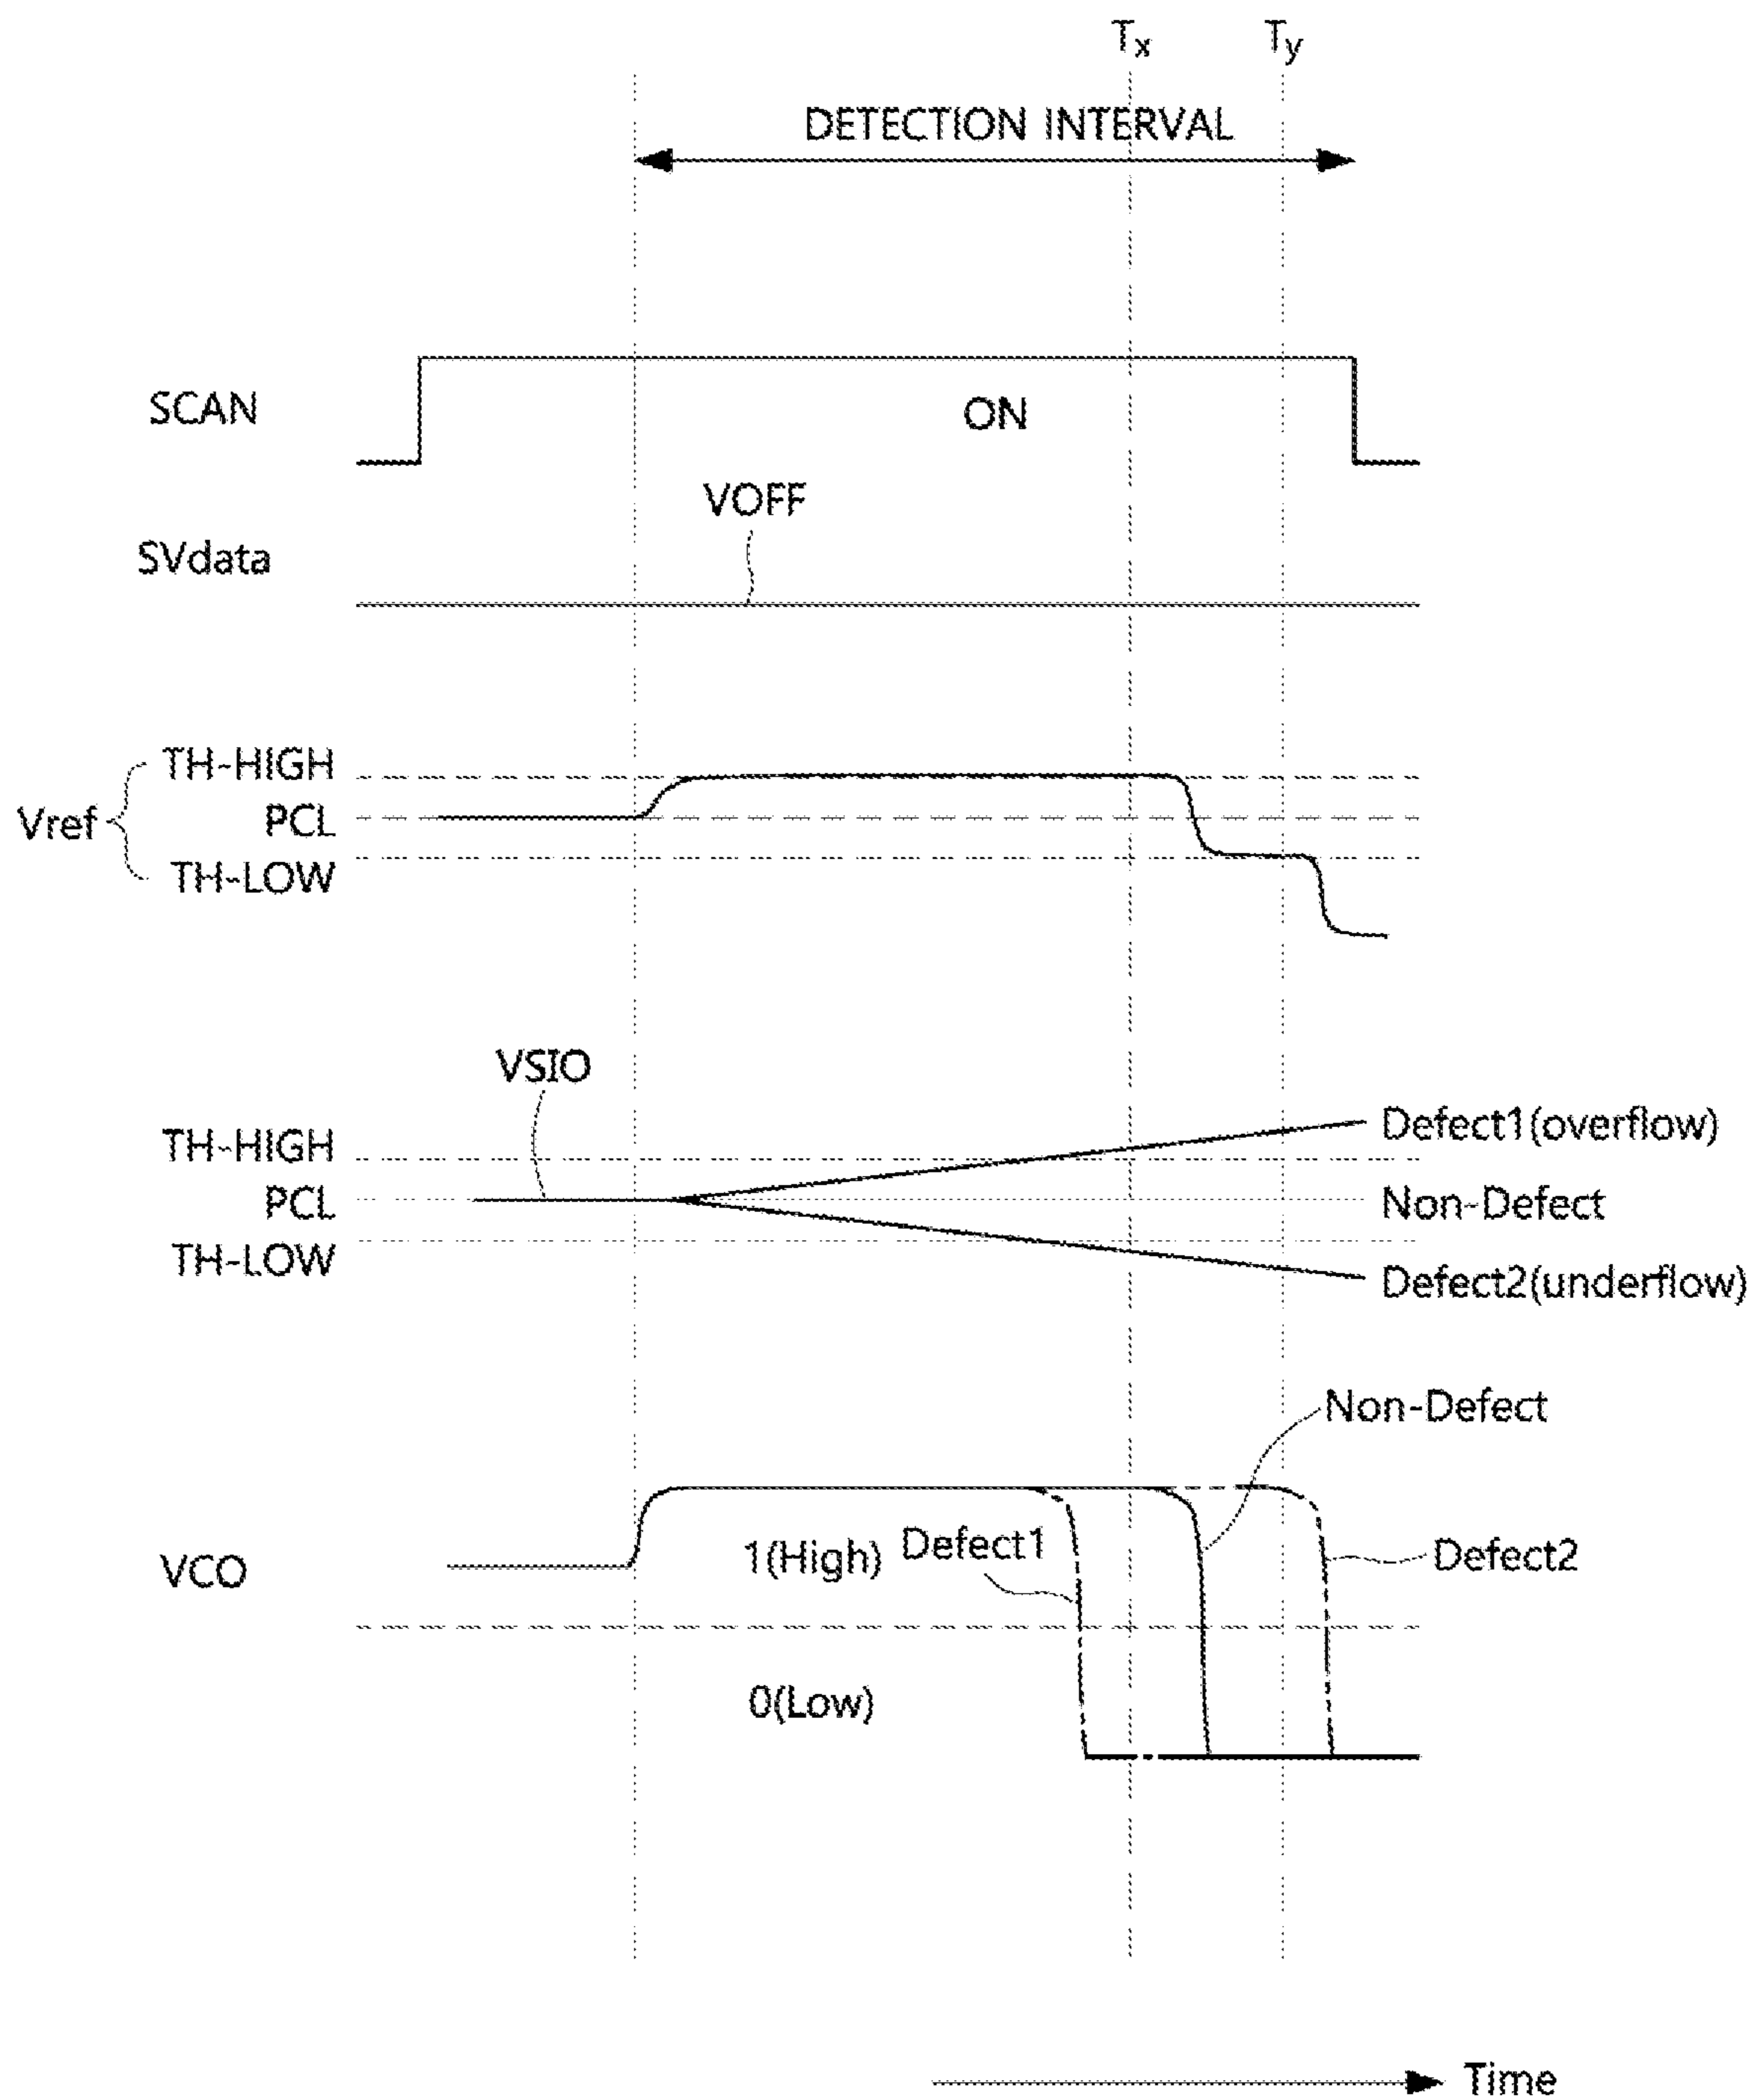 Tx Ty
DETECTION INTERVAL
SCAN
ON
VOFF
SVdata
Vref
TH-HIGH
PCL
TH-LOW
VSIO
TH-HIGH
PCL
TH-LOW
Defect1(overflow)
Non-Defect
Defect2(underflow)
Non-Defect
VCO
1(High)
Defect1
Defect2
0(Low)
Time